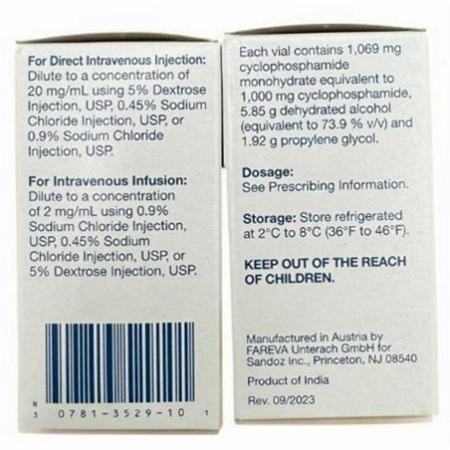 For Direct Intravenous Injection:
Dilute to a concentration of
20 mg/mL using 5% Dextrose
Injection, USP, 0.45% Sodium
Chloride Injection, USP, or
0.9% Sodium Chloride
Injection, USP.
For Intravenous Infusion:
Dilute to a concentration
of 2 mg/mL using 0.9%
Sodium Chloride Injection,
USP, 0.45% Sodium
Chloride Injection, USP, or
5% Dextrose Injection, USP.
N
3 0781-3529-10 1
Each vial contains 1,069 mg
cyclophosphamide
monohydrate equivalent to
1,000 mg cyclophosphamide,
5.85 g dehydrated alcohol
(equivalent to 73.9 % v/v) and
1.92 g propylene glycol.
Dosage:
See Prescribing Information.
Storage: Store refrigerated
at 2°C to 8°C (36°F to 46°F).
KEEP OUT OF THE REACH
OF CHILDREN.
Manufactured in Austria by
FAREVA Unterach GmbH for
Sandoz Inc., Princeton, NJ 08540
Product of India
Rev. 09/2023